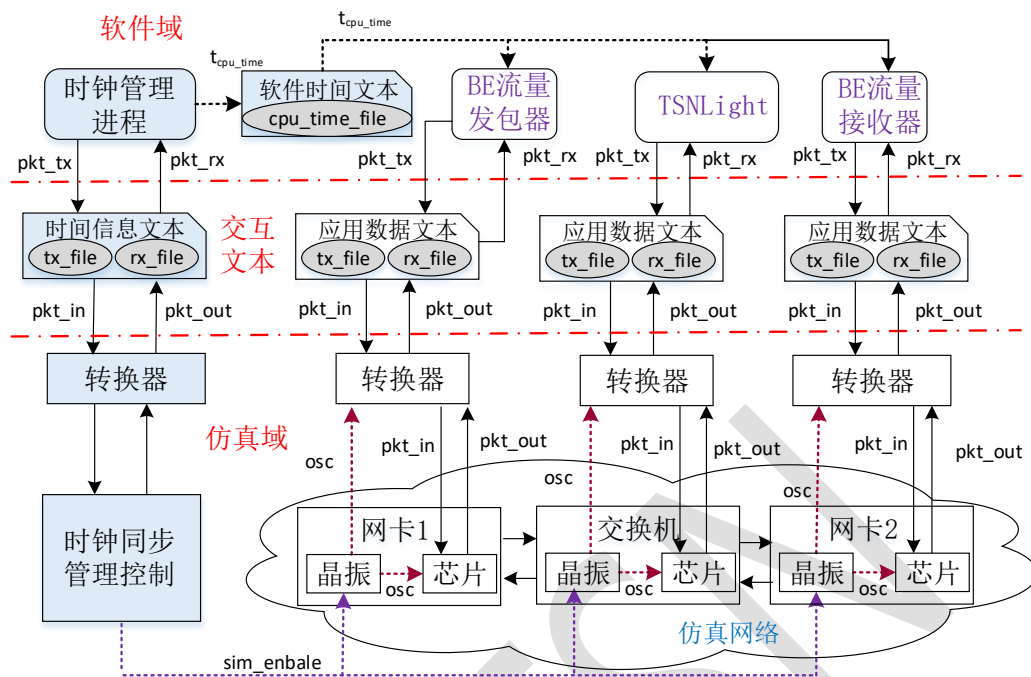 软件域
t_cpu_time
t_cpu_time
时钟管理
进程
软件时间文本
cpu_time_file
BE流量
发包器
TSNLight
BE流量
接收器
pkt_tx
pkt_rx
pkt_tx
pkt_rx
pkt_tx
pkt_rx
pkt_tx
pkt_rx
时间信息文本
tx_file
rx_file
交互
文本
应用数据文本
tx_file
rx_file
应用数据文本
tx_file
rx_file
应用数据文本
tx_file
rx_file
pkt_in
pkt_out
pkt_in
pkt_out
pkt_in
pkt_out
pkt_in
pkt_out
转换器
转换器
转换器
转换器
仿真域
osc
pkt_in
pkt_out
osc
pkt_in
pkt_out
osc
pkt_in
pkt_out
时钟同步
管理控制
网卡1
晶振
osc
芯片
交换机
晶振
osc
芯片
网卡2
晶振
osc
芯片
仿真网络
sim_enbale